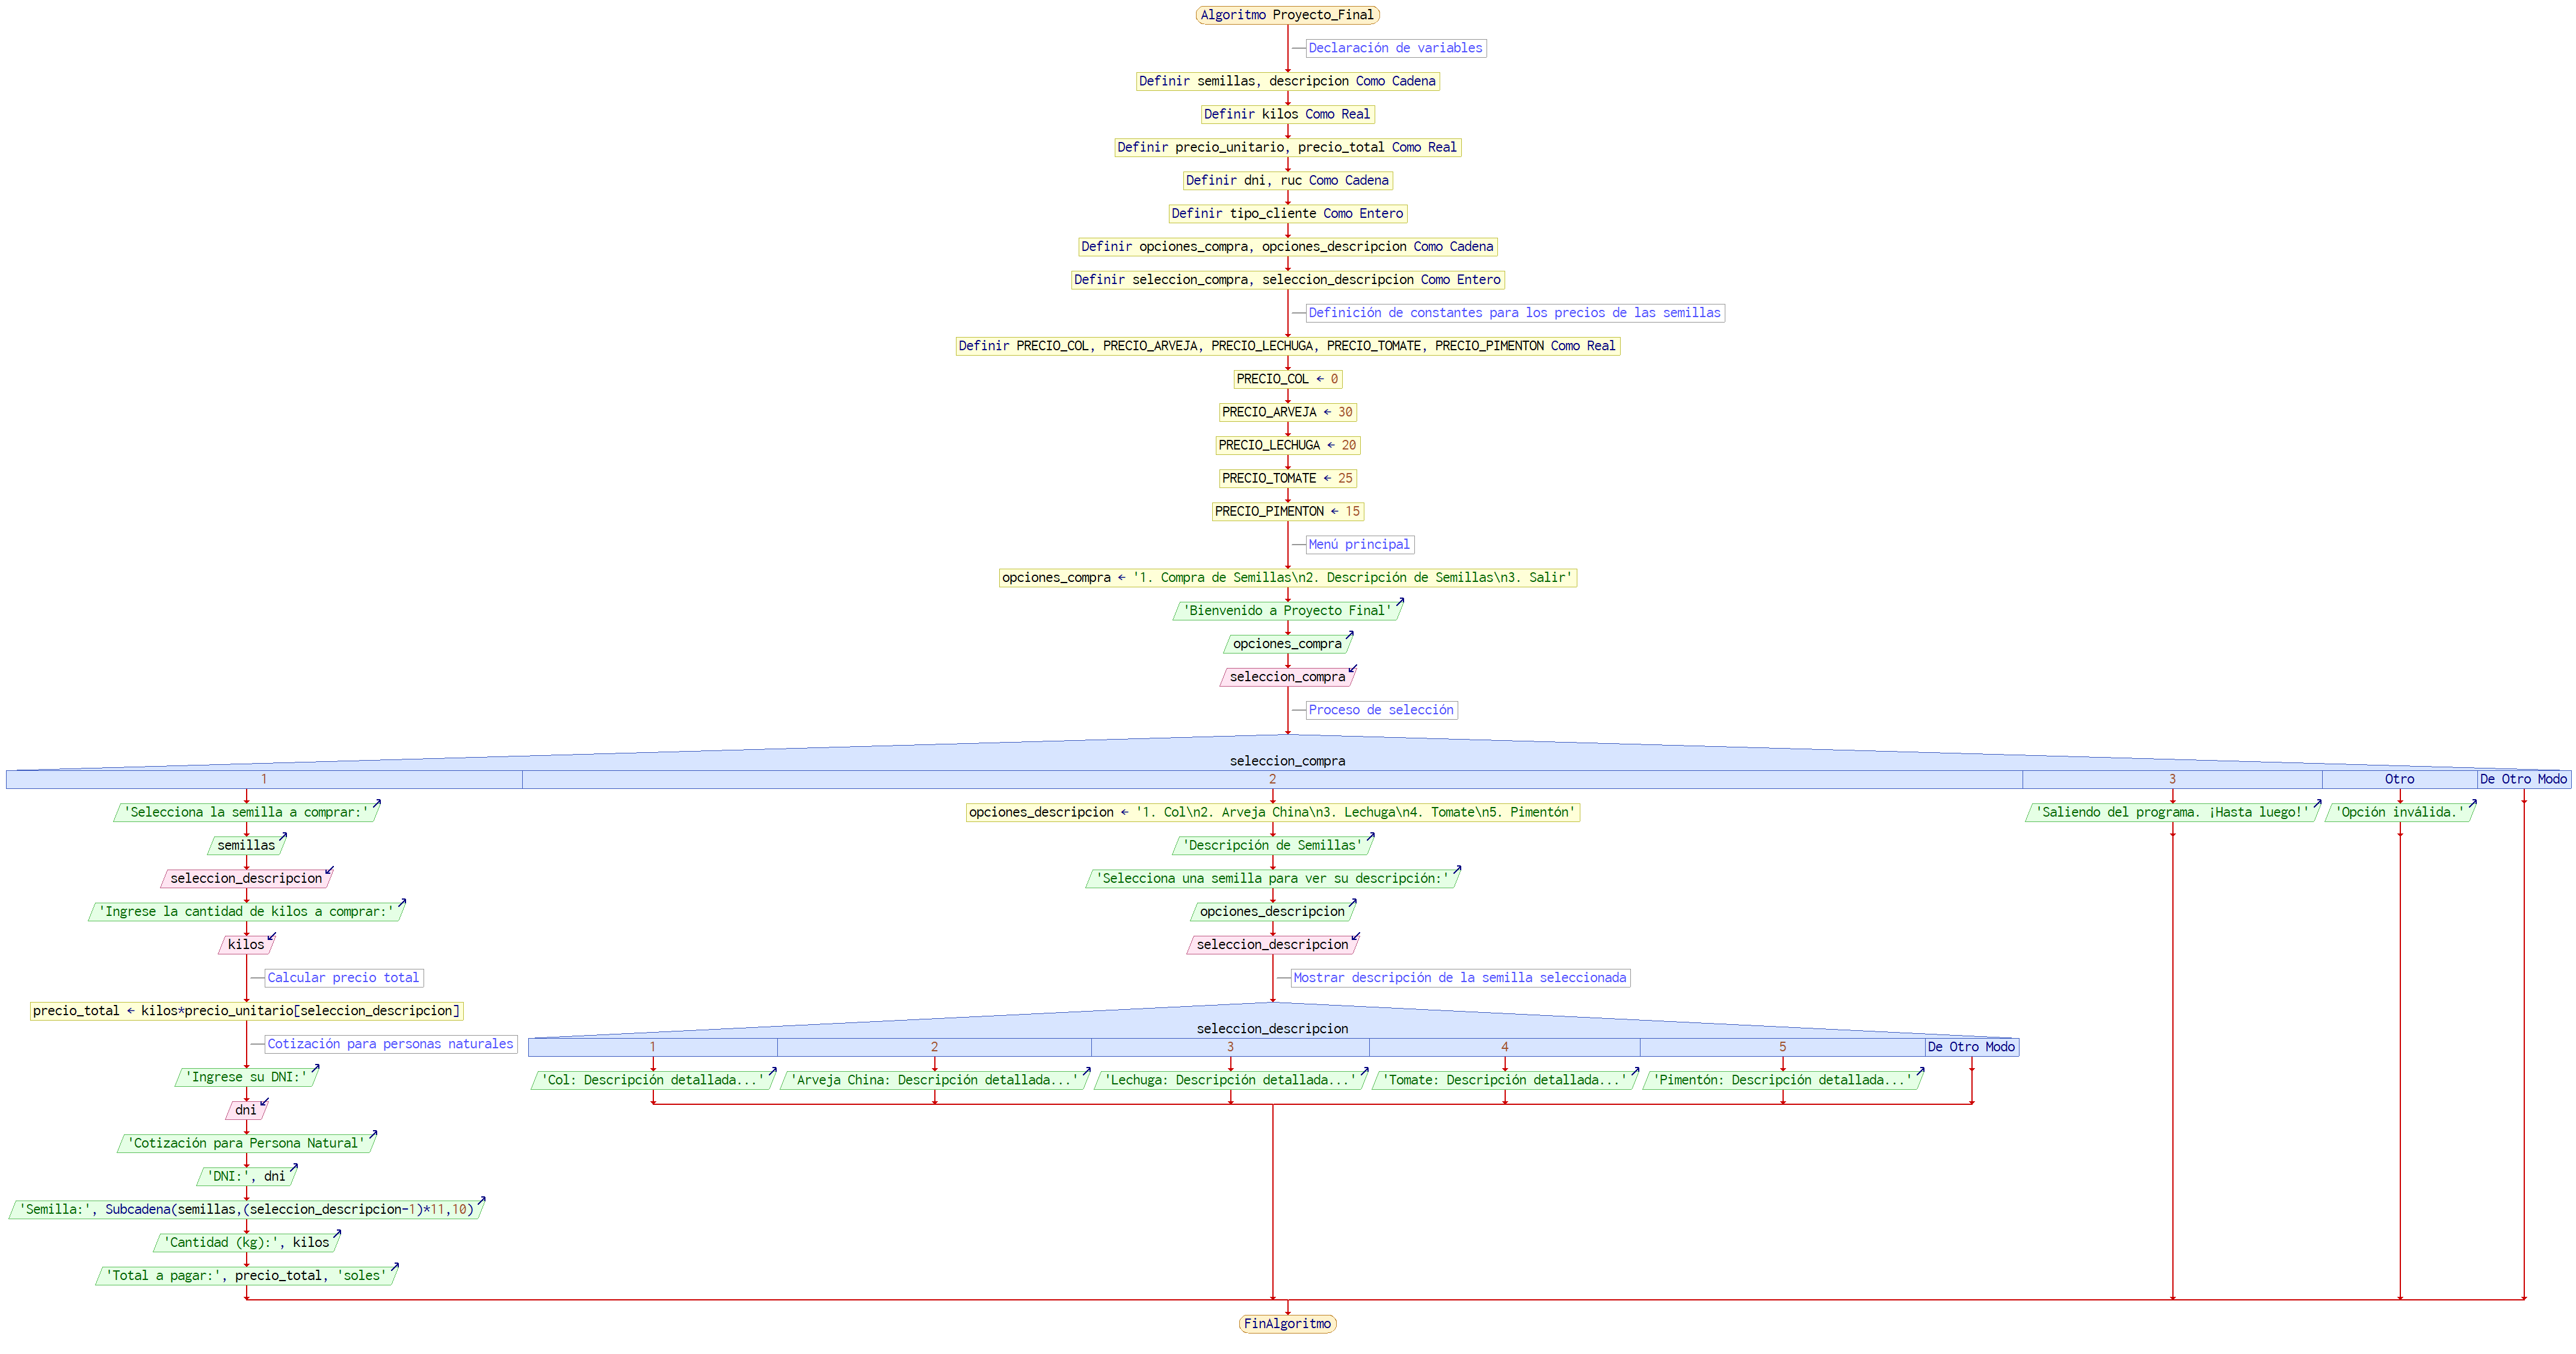 Algoritmo Proyecto_Final
Declaración de variables
Definir semillas, descripcion Como Cadena
Definir kilos Como Real
Definir precio_unitario, precio_total Como Real
Definir dni, ruc Como Cadena
Definir tipo_cliente Como Entero
Definir opciones_compra, opciones_descripcion Como Cadena
Definir seleccion_compra, seleccion_descripcion Como Entero
Definición de constantes para los precios de las semillas
Definir PRECIO_COL, PRECIO_ARVEJA, PRECIO_LECHUGA, PRECIO_TOMATE, PRECIO_PIMENTON Como Real
PRECIO_COL ← 0
PRECIO_ARVEJA ← 30
PRECIO_LECHUGA ← 20
PRECIO_TOMATE ← 25
PRECIO_PIMENTON ← 15
Menú principal
opciones_compra ← '1. Compra de Semillas\n2. Descripción de Semillas\n3. Salir'
'Bienvenido a Proyecto Final'
opciones_compra
seleccion_compra
Proceso de selección
seleccion_compra
1
2
3
Otro
De Otro Modo
'Selecciona la semilla a comprar:'
semillas
seleccion_descripcion
'Ingrese la cantidad de kilos a comprar:'
kilos
Calcular precio total
precio_total ← kilos*precio_unitario[seleccion_descripcion]
Cotización para personas naturales
'Ingrese su DNI:'
dni
'Cotización para Persona Natural'
'DNI:', dni
'Semilla:', Subcadena(semillas,(seleccion_descripcion-1)*11,10)
'Cantidad (kg):', kilos
'Total a pagar:', precio_total, 'soles'
opciones_descripcion ← '1. Col\n2. Arveja China\n3. Lechuga\n4. Tomate\n5. Pimentón'
'Descripción de Semillas'
'Selecciona una semilla para ver su descripción:'
opciones_descripcion
seleccion_descripcion
Mostrar descripción de la semilla seleccionada
seleccion_descripcion
1
2
3
4
5
De Otro Modo
'Col: Descripción detallada...'
'Arveja China: Descripción detallada...'
'Lechuga: Descripción detallada...'
'Tomate: Descripción detallada...'
'Pimentón: Descripción detallada...'
'Saliendo del programa. ¡Hasta luego!'
'Opción inválida.'
FinAlgoritmo